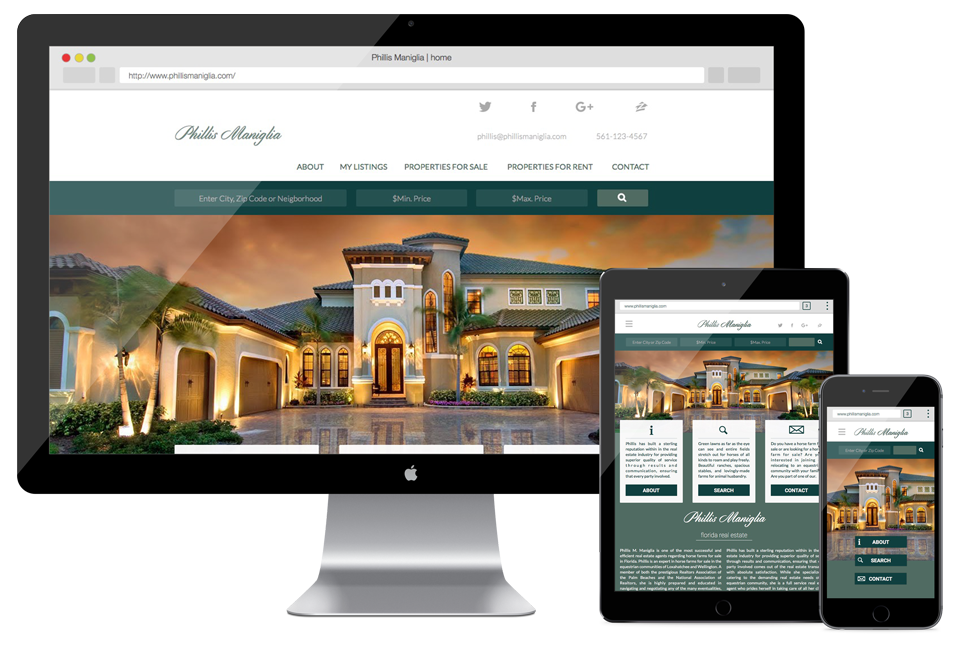 Phillis Maniglia | home
http://www.phillismaniglia.com/
Phillis Maniglia
phillis@phillismaniglia.com 561-123-4567
ABOUT MY LISTINGS PROPERTIES FOR SALE PROPERTIES FOR RENT CONTACT
Enter City, Zip Code or Neigborhood $Min. Price $Max. Price
www.phillismaniglia.com
Phillis Maniglia
Enter City or Zip Code $Min. Price $Max. Price
Phillis has built a sterling
reputation within in the real
estate industry for providing
superior quality of service
through results and
communication, ensuring
that every party involved.
ABOUT
Green lawns as far as the eye
can see and entire fields
stretch out for horses of all
kinds to roam and play freely.
Beautiful ranches, spacious
stables, and lovingly-made
farms for animal husbandry.
SEARCH
Do you have a horse farm f
sale or are looking for a ho
farm for sale? Are y
interested in joining
relocating to an equestri
community with your famil
Are you part of one of our
CONTACT
Phillis Maniglia
florida real estate
Phillis M. Maniglia is one of the most successful and
efficient real estate agents regarding horse farms for sale
in Florida. Phillis is an expert in horse farms for sale in the
equestrian communities of Loxahatchee and Wellington. A
member of both the prestigious Realtors Association of
the Palm Beaches and the National Association of
Realtors, she is highly prepared and educated in
navigating and negotiating any of the many eventualities,
Phillis has built a sterling reputation within in the real
estate industry for providing superior quality of
through results and communication, ensuring that
party involved comes out of the real estate transac
with absolute satisfaction. While she specializ
catering to the demanding real estate needs o
equestrian community, she is a full service real
agent who prides herself in taking care of all her cl
www.phillismaniglia.com
Phillis Maniglia
Enter City or Zip Code
ABOUT
SEARCH
CONTACT